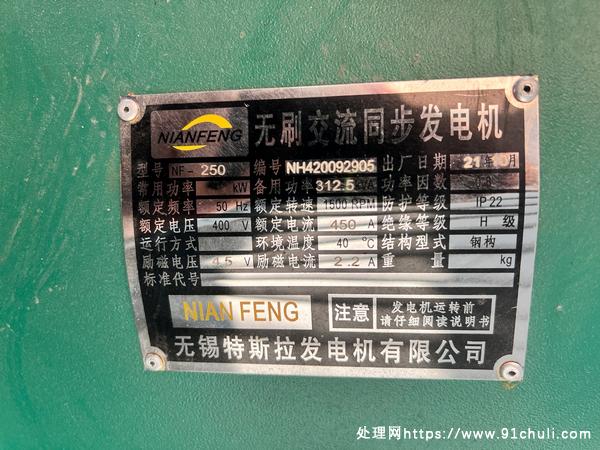 NIANFENG 无刷交流同步发电机
型号 NF-250 编号 NH420092905 出厂日期 21年 月
常用功率 kW 备用功率 312.5 A 功率因数
额定频率 50 Hz 额定转速 1500 RPM 防护等级 IP22
额定电压 400 V 额定电流 450 A 绝缘等级 H 级
运行方式 环境温度 40 ℃ 结构型式 钢构
励磁电压 45 V 励磁电流 2.2 A 重量 kg
标准代号
NIAN FENG 注意 发电机运转前
请仔细阅读说明书
无锡特斯拉发电机有限公司
处理网https://www.91chuli.com/